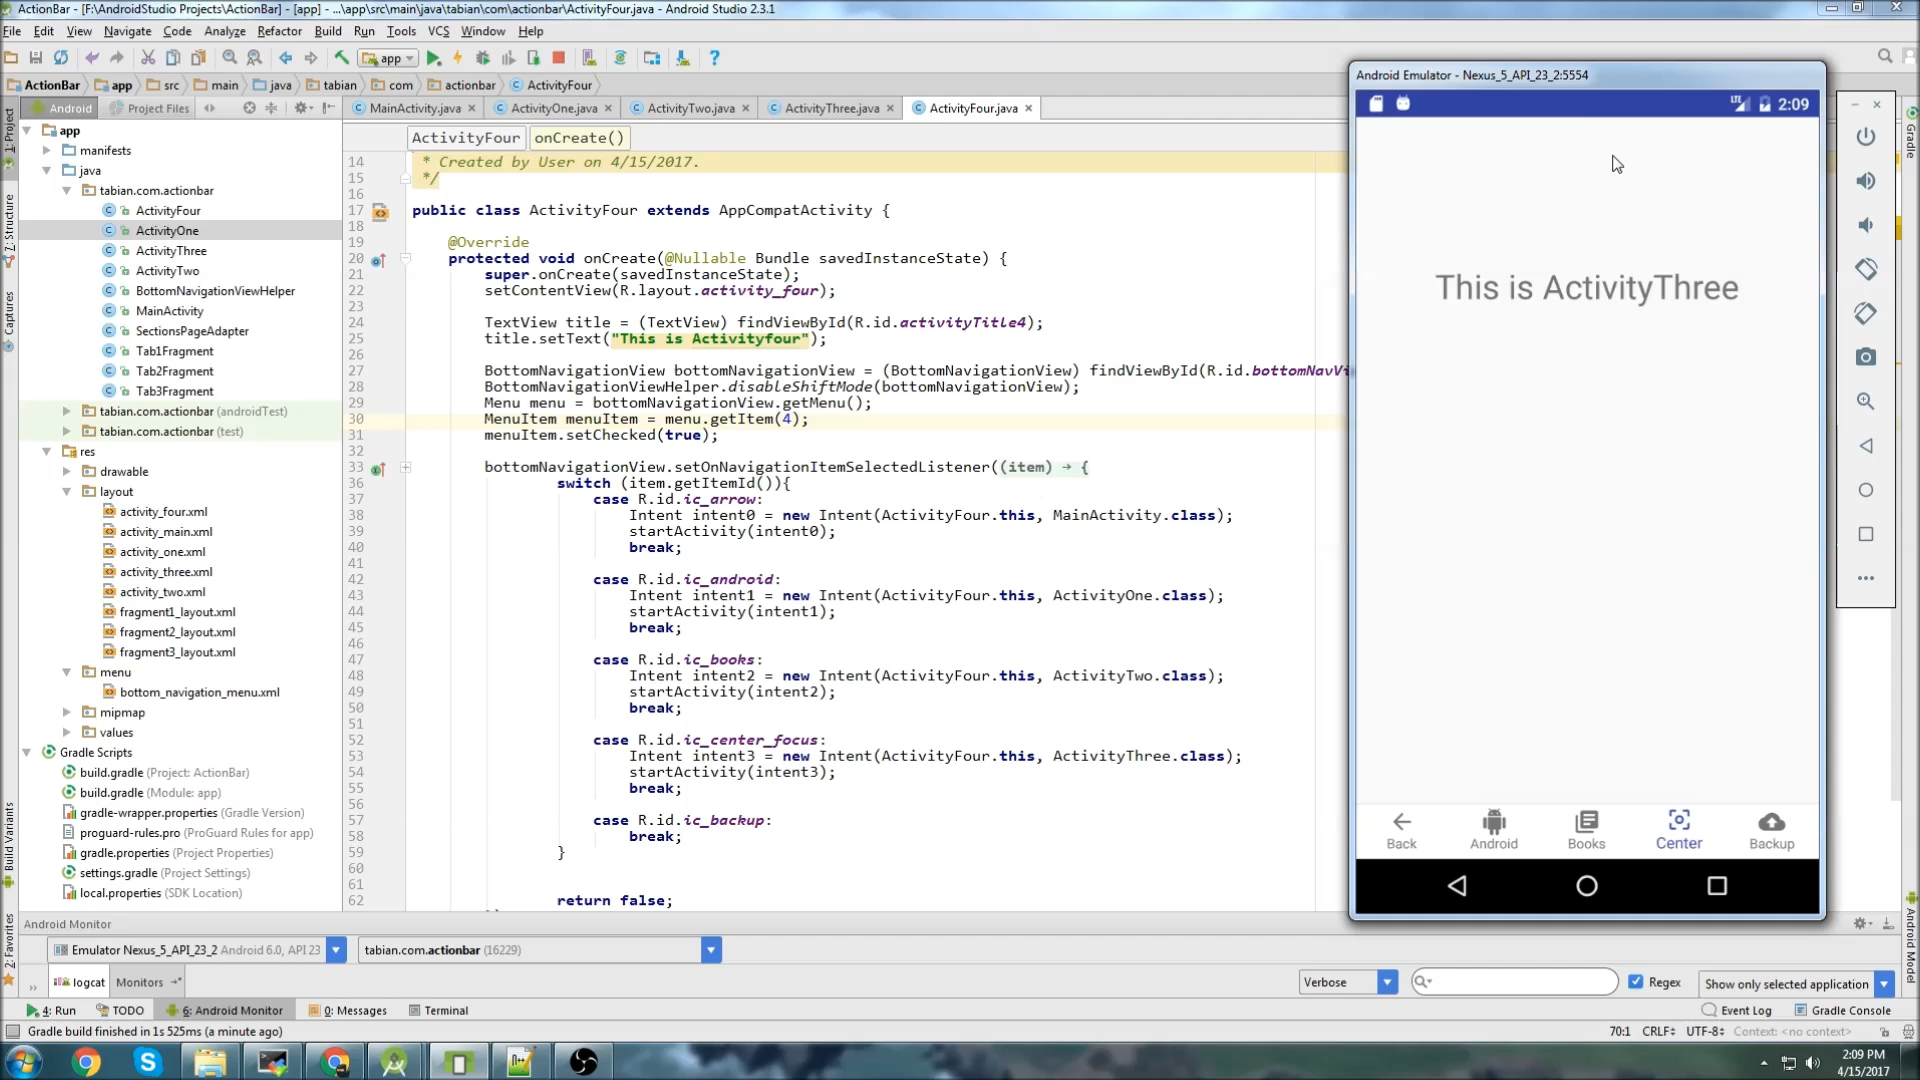 ActionBar - [F:\AndroidStudio Projects\ActionBar] - [app] - ...\app\src\main\java\tabian\com\actionbar\ActivityFour.java - Android Studio 2.3.1
File Edit View Navigate Code Analyze Refactor Build Run Tools VCS Window Help
app
ActionBar app src main java tabian com actionbar ActivityFour
Android Project Files
MainActivity.java ActivityOne.java ActivityTwo.java ActivityThree.java ActivityFour.java
1: Project
7: Structure
Captures
Build Variants
2: Favorites
app
manifests
java
tabian.com.actionbar
ActivityFour
ActivityOne
ActivityThree
ActivityTwo
BottomNavigationViewHelper
MainActivity
SectionsPageAdapter
Tab1Fragment
Tab2Fragment
Tab3Fragment
tabian.com.actionbar (androidTest)
tabian.com.actionbar (test)
res
drawable
layout
activity_four.xml
activity_main.xml
activity_one.xml
activity_three.xml
activity_two.xml
fragment1_layout.xml
fragment2_layout.xml
fragment3_layout.xml
menu
bottom_navigation_menu.xml
mipmap
values
Gradle Scripts
build.gradle (Project: ActionBar)
build.gradle (Module: app)
gradle-wrapper.properties (Gradle Version)
proguard-rules.pro (ProGuard Rules for app)
gradle.properties (Project Properties)
settings.gradle (Project Settings)
local.properties (SDK Location)
ActivityFour onCreate()
14 * Created by User on 4/15/2017.
15 */
16
17 public class ActivityFour extends AppCompatActivity {
18
19 @Override
20 protected void onCreate(@Nullable Bundle savedInstanceState) {
21 super.onCreate(savedInstanceState);
22 setContentView(R.layout.activity_four);
23
24 TextView title = (TextView) findViewById(R.id.activityTitle4);
25 title.setText("This is Activityfour");
26
27 BottomNavigationView bottomNavigationView = (BottomNavigationView) findViewById(R.id.bottomNavVi
28 BottomNavigationViewHelper.disableShiftMode(bottomNavigationView);
29 Menu menu = bottomNavigationView.getMenu();
30 MenuItem menuItem = menu.getItem(4);
31 menuItem.setChecked(true);
32
33 bottomNavigationView.setOnNavigationItemSelectedListener((item) → {
36 switch (item.getItemId()){
37 case R.id.ic_arrow:
38 Intent intent0 = new Intent(ActivityFour.this, MainActivity.class);
39 startActivity(intent0);
40 break;
41
42 case R.id.ic_android:
43 Intent intent1 = new Intent(ActivityFour.this, ActivityOne.class);
44 startActivity(intent1);
45 break;
46
47 case R.id.ic_books:
48 Intent intent2 = new Intent(ActivityFour.this, ActivityTwo.class);
49 startActivity(intent2);
50 break;
51
52 case R.id.ic_center_focus:
53 Intent intent3 = new Intent(ActivityFour.this, ActivityThree.class);
54 startActivity(intent3);
55 break;
56
57 case R.id.ic_backup:
58 break;
59 }
60
61
62 return false;
Android Emulator - Nexus_5_API_23_2:5554
LTE 2:09
This is ActivityThree
Back Android Books Center Backup
Gradle
Android Model
Android Monitor
Emulator Nexus_5_API_23_2 Android 6.0, API 23
tabian.com.actionbar (16229)
logcat Monitors
Verbose
Regex
Show only selected application
4: Run TODO 6: Android Monitor 0: Messages Terminal
Event Log Gradle Console
Gradle build finished in 1s 525ms (a minute ago)
70:1 CRLF÷ UTF-8÷ Context: <no context>
2:09 PM
4/15/2017